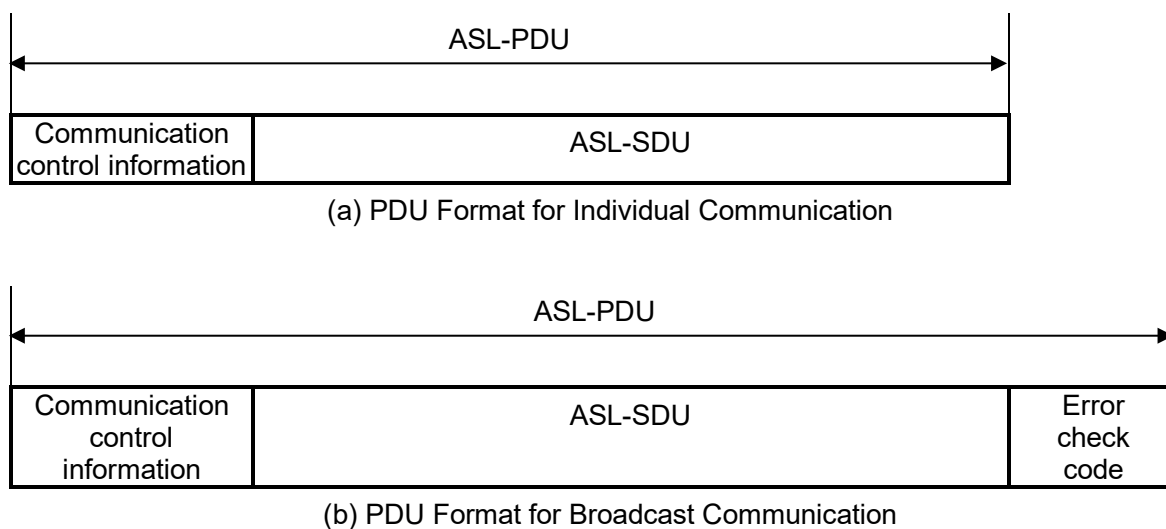 ASL-PDU
Communication
control information
ASL-SDU
(a) PDU Format for Individual Communication
ASL-PDU
Communication
control
information
ASL-SDU
Error
check
code
(b) PDU Format for Broadcast Communication